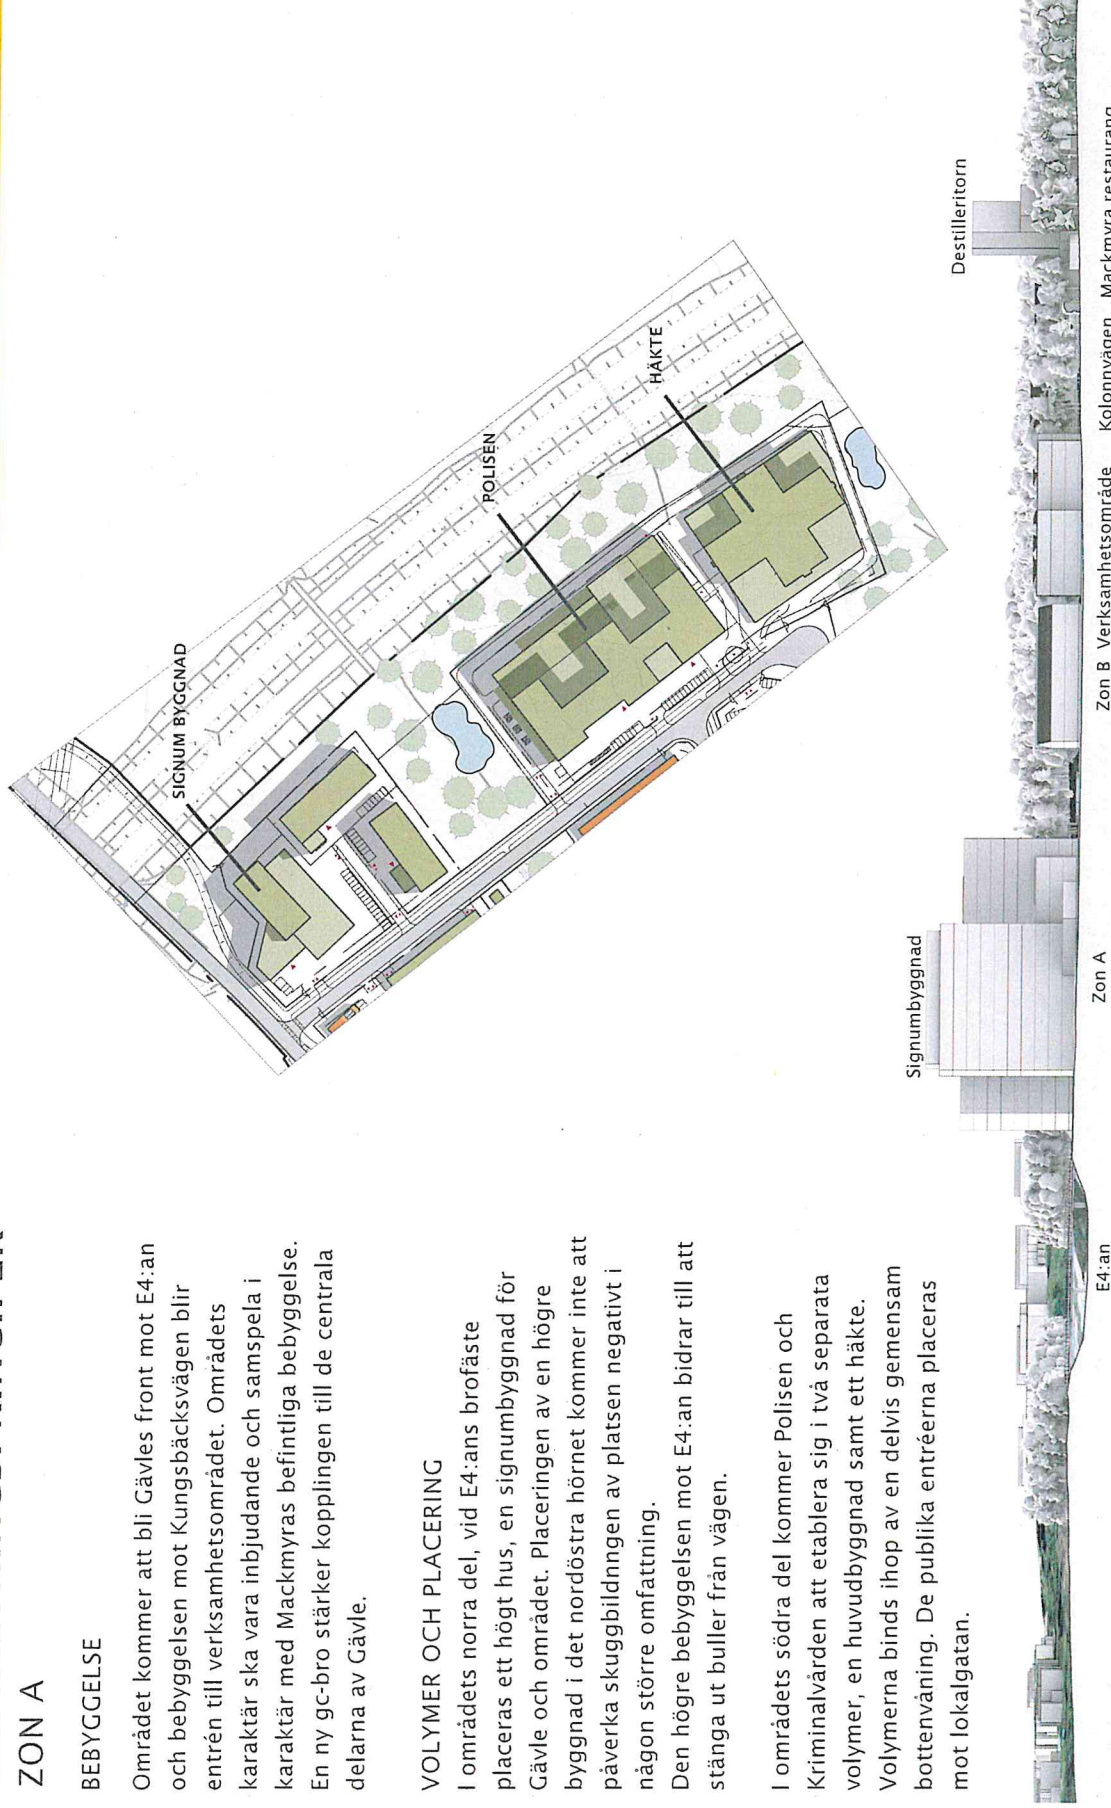 ZON A
BEBYGGELSE
Området kommer att bli Gävles front mot E4:an
och bebyggelsen mot Kungsbäcksvägen blir
entrén till verksamhetsområdet. Områdets
karaktär ska vara inbjudande och samspela i
karaktär med Mackmyras befintliga bebyggelse.
En ny gc-bro stärker kopplingen till de centrala
delarna av Gävle.
VOLYMER OCH PLACERING
I områdets norra del, vid E4:ans brofäste
placeras ett högt hus, en signumbyggnad för
Gävle och området. Placeringen av en högre
byggnad i det nordöstra hörnet kommer inte att
påverka skuggbildningen av platsen negativt i
någon större omfattning.
Den högre bebyggelsen mot E4:an bidrar till att
stänga ut buller från vägen.
I områdets södra del kommer Polisen och
Kriminalvården att etablera sig i två separata
volymer, en huvudbyggnad samt ett häkte.
Volymerna binds ihop av en delvis gemensam
bottenvåning. De publika entréerna placeras
mot lokalgatan.
SIGNUM BYGGNAD
POLISEN
HÄKTE
Signumbyggnad
Destilleritorn
E4:an
Zon A
Zon B Verksamhetsområde
Kolonnvägen
Mackmyra restaurang